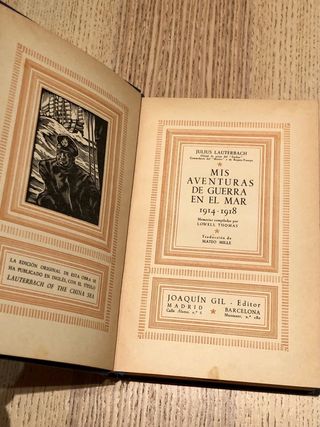 LA EDICIÓN ORIGINAL DE ESTA OBRA SE
HA PUBLICADO EN INGLÉS, CON EL TÍTULO
LAUTERBACH OF THE CHINA SEA
JULIUS LAUTERBACH
MIS
AVENTURAS
DE GUERRA
EN EL MAR
1914-1918
Memorias compiladas por
LOWELL THOMAS
Traducción de
MATEO MILLE
JOAQUÍN GIL - Editor
MADRID
BARCELONA